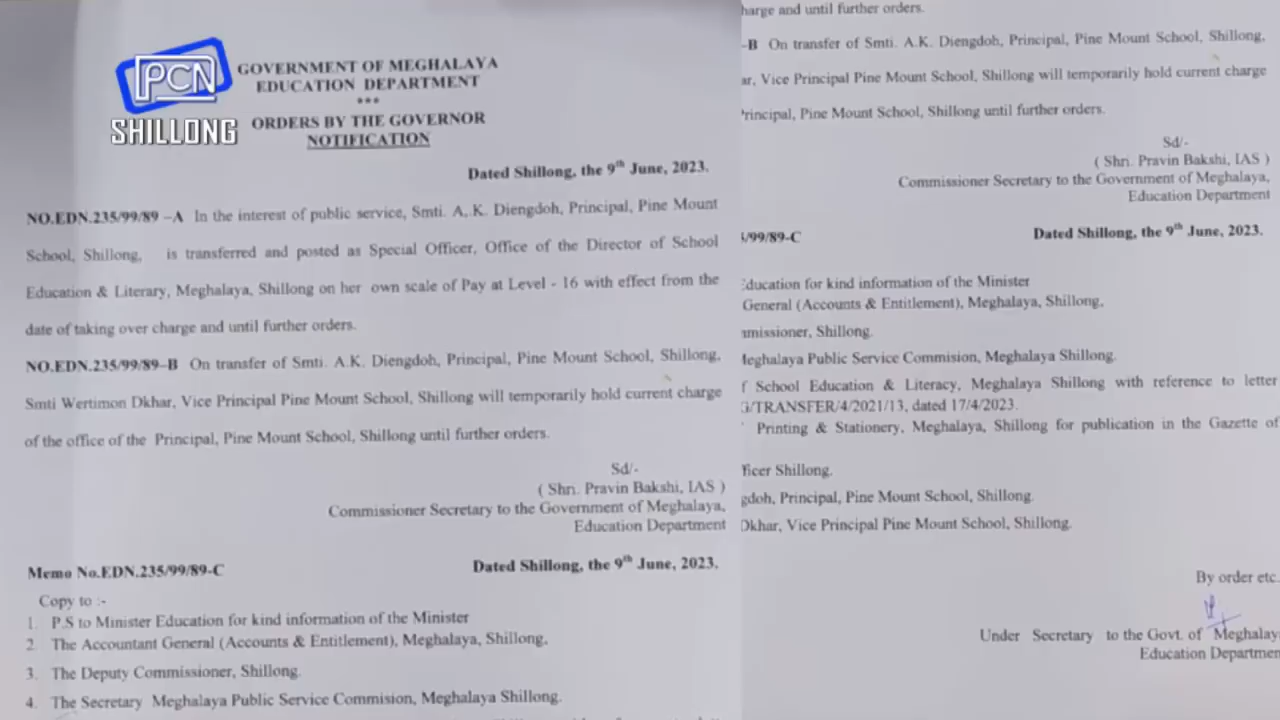 PCN
SHILLONG
GOVERNMENT OF MEGHALAYA
EDUCATION DEPARTMENT
***
ORDERS BY THE GOVERNOR
NOTIFICATION
Dated Shillong, the 9th June, 2023.
NO.EDN.235/99/89 –A In the interest of public service, Smti. A,.K. Diengdoh, Principal, Pine Mount
School, Shillong, is transferred and posted as Special Officer, Office of the Director of School
Education & Literary, Meghalaya, Shillong on her own scale of Pay at Level - 16 with effect from the
date of taking over charge and until further orders.
NO.EDN.235/99/89–B On transfer of Smti. A.K. Diengdoh, Principal, Pine Mount School, Shillong,
Smti Wertimon Dkhar, Vice Principal Pine Mount School, Shillong will temporarily hold current charge
of the office of the Principal, Pine Mount School, Shillong until further orders.
Sd/-
( Shri. Pravin Bakshi, IAS )
Commissioner Secretary to the Government of Meghalaya,
Education Department
Memo No.EDN.235/99/89-C Dated Shillong, the 9th June, 2023.
Copy to :-
1. P.S to Minister Education for kind information of the Minister
2. The Accountant General (Accounts & Entitlement), Meghalaya, Shillong.
3. The Deputy Commissioner, Shillong.
4. The Secretary Meghalaya Public Service Commision, Meghalaya Shillong.
harge and until further orders.
–B On transfer of Smti. A.K. Diengdoh, Principal, Pine Mount School, Shillong,
ar, Vice Principal Pine Mount School, Shillong will temporarily hold current charge
Principal, Pine Mount School, Shillong until further orders.
Sd/-
( Shri. Pravin Bakshi, IAS )
Commissioner Secretary to the Government of Meghalaya,
Education Department
/99/89-C Dated Shillong, the 9th June, 2023.
Education for kind information of the Minister
General (Accounts & Entitlement), Meghalaya, Shillong.
mmissioner, Shillong.
Meghalaya Public Service Commision, Meghalaya Shillong.
f School Education & Literacy, Meghalaya Shillong with reference to letter
G/TRANSFER/4/2021/13, dated 17/4/2023.
Printing & Stationery, Meghalaya, Shillong for publication in the Gazette of
fficer Shillong.
gdoh, Principal, Pine Mount School, Shillong.
Dkhar, Vice Principal Pine Mount School, Shillong.
By order etc.
Under Secretary to the Govt. of Meghalay
Education Departmen